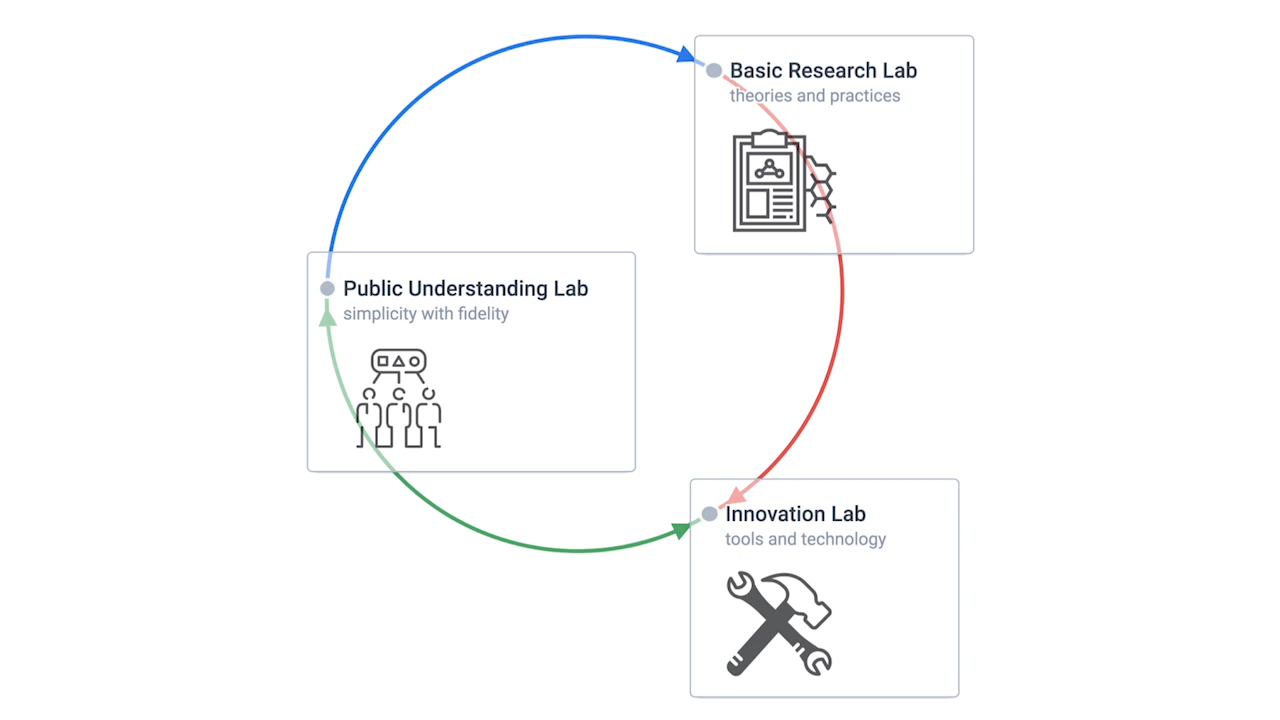 Basic Research Lab
theories and practices
Public Understanding Lab
simplicity with fidelity
Innovation Lab
tools and technology